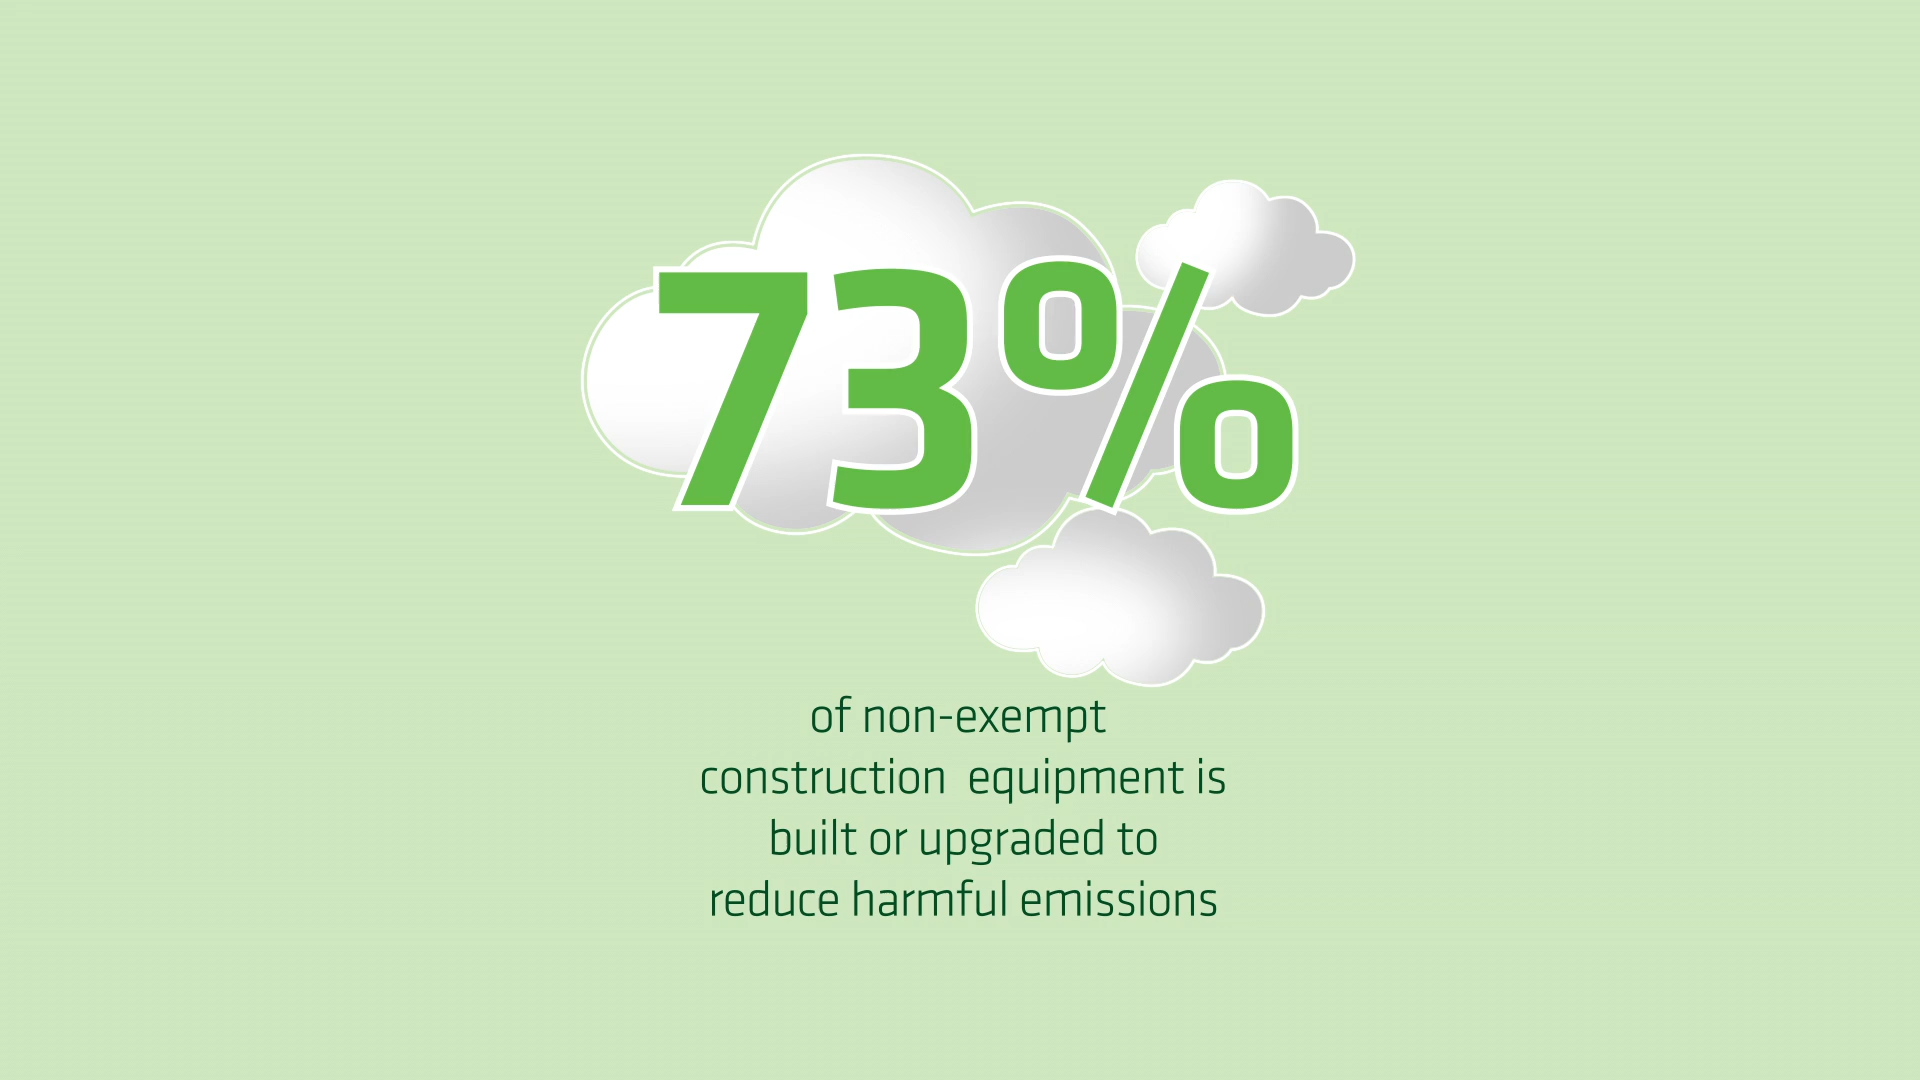 73%
of non-exempt
construction  equipment is
built or upgraded to
reduce harmful emissions